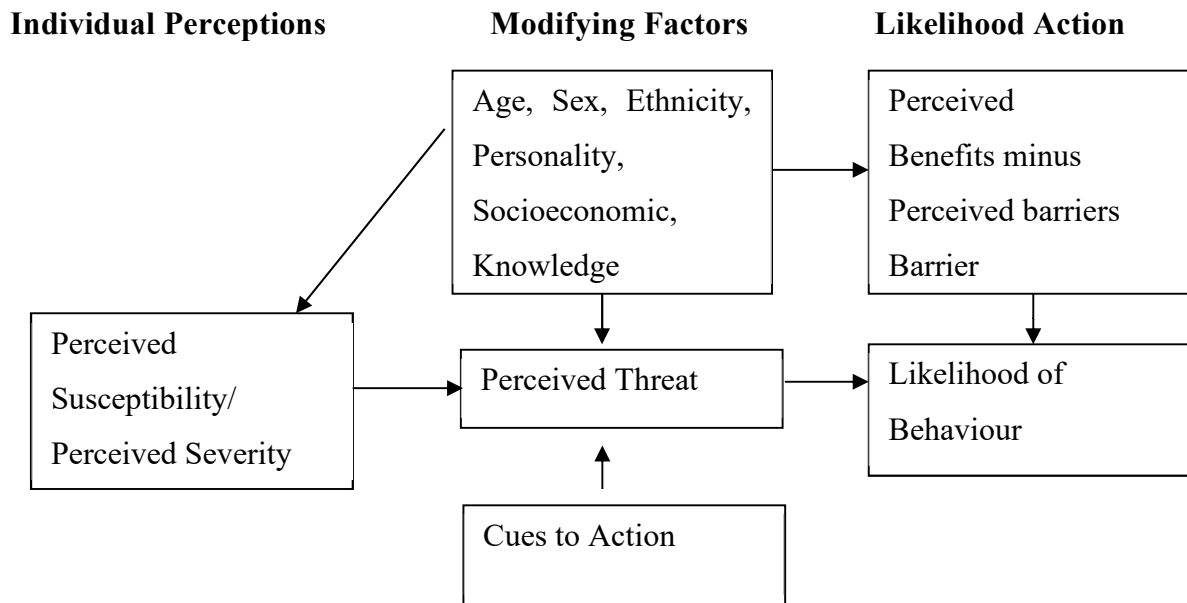 Individual Perceptions
Modifying Factors
Likelihood Action
Age, Sex, Ethnicity,
Personality,
Socioeconomic,
Knowledge
Perceived
Benefits minus
Perceived barriers
Barrier
Perceived
Susceptibility/
Perceived Severity
Perceived Threat
Likelihood of
Behaviour
Cues to Action